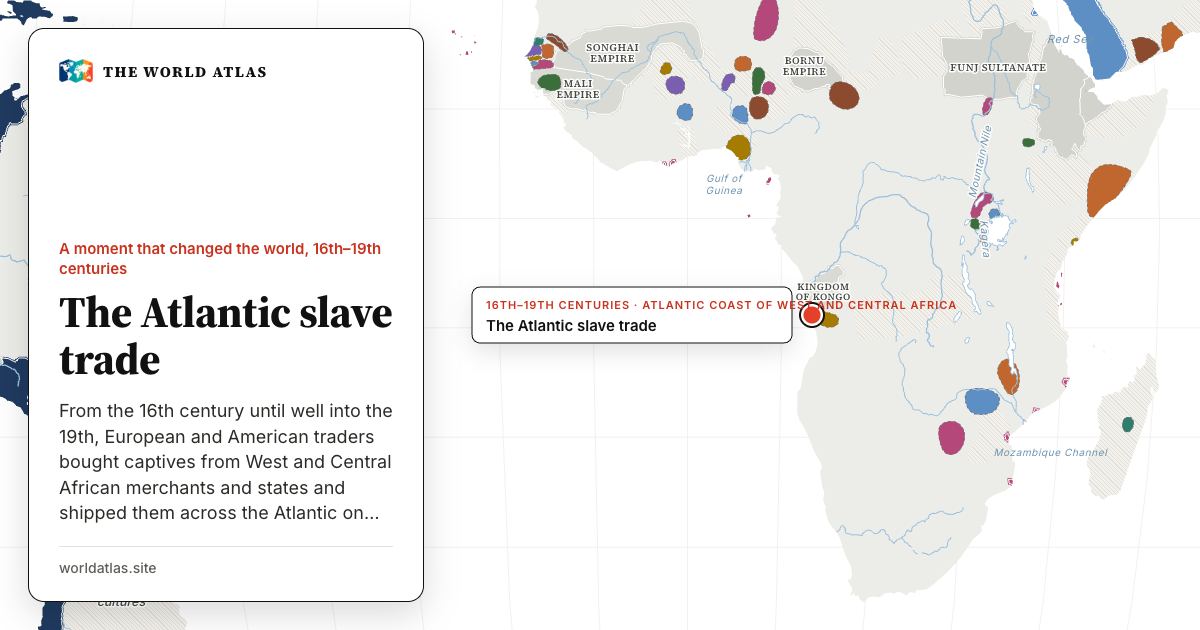 THE WORLD ATLAS
A moment that changed the world, 16th–19th
centuries
The Atlantic slave
trade
From the 16th century until well into the
19th, European and American traders
bought captives from West and Central
African merchants and states and
shipped them across the Atlantic on...
worldatlas.site
cultures
SONGHAI
EMPIRE
MALI
EMPIRE
BORNU
EMPIRE
FUNJ SULTANATE
Red Se
Mountain Nile
Gulf of
Guinea
Kagera
KINGDOM
OF KONGO
16TH–19TH CENTURIES · ATLANTIC COAST OF WEST AND CENTRAL AFRICA
The Atlantic slave trade
Mozambique Channel